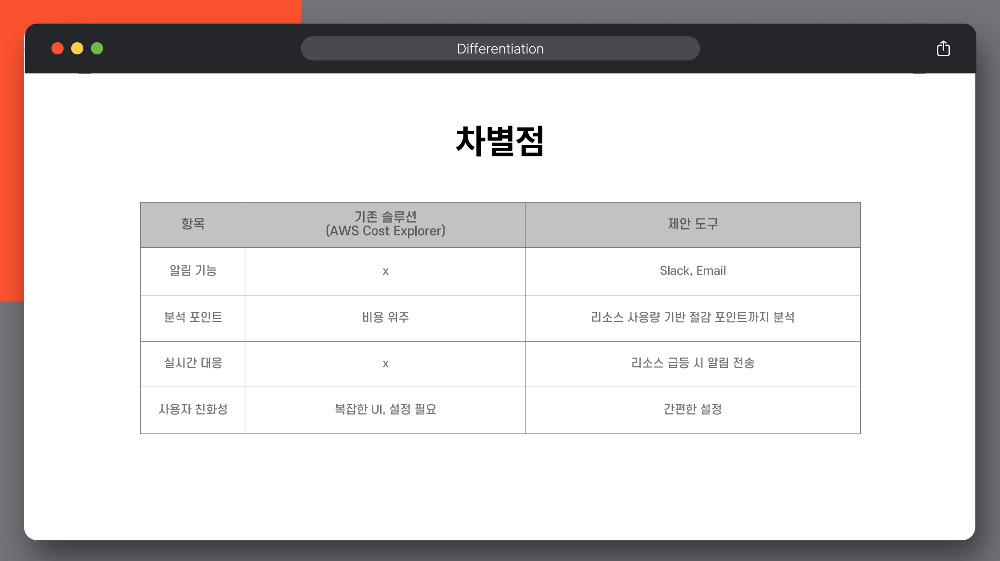 Differentiation
차별점
항목
기존 솔루션
(AWS Cost Explorer)
제안 도구
알림 기능
x
Slack, Email
분석 포인트
비용 위주
리소스 사용량 기반 절감 포인트까지 분석
실시간 대응
x
리소스 급등 시 알림 전송
사용자 친화성
복잡한 UI, 설정 필요
간편한 설정